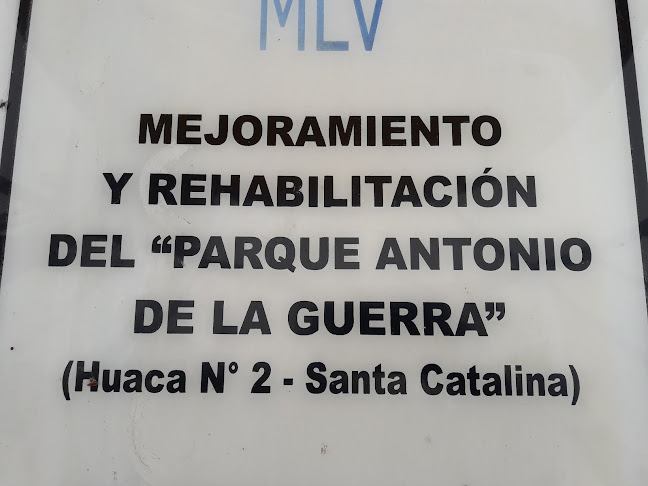 MLV
MEJORAMIENTO
Y REHABILITACIÓN
DEL “PARQUE ANTONIO
DE LA GUERRA”
(Huaca N° 2 - Santa Catalina)